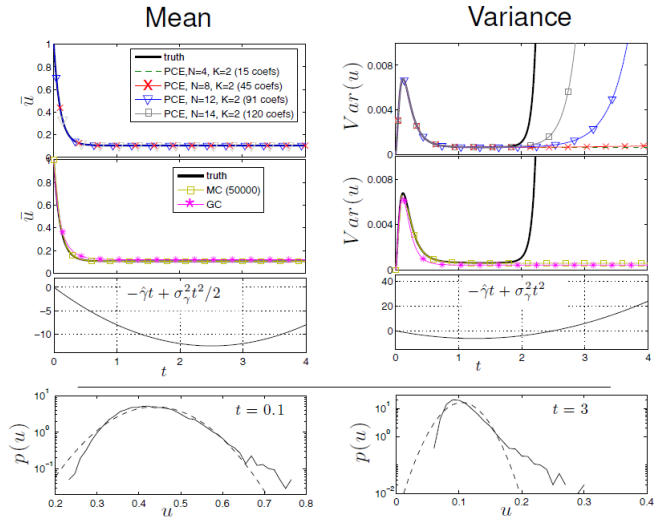 Mean
Variance
truth
PCE, N=4, K=2 (15 coefs)
PCE, N=8, K=2 (45 coefs)
PCE, N=12, K=2 (91 coefs)
PCE, N=14, K=2 (120 coefs)
ū
1
0.8
0.6
0.4
0.2
0
Var(u)
0.008
0.004
0
truth
MC (50000)
GC
ū
1
0.8
0.6
0.4
0.2
0
Var(u)
0.008
0.004
0
−γ̂t + σ_γ²t²/2
0
−5
−10
0 1 2 3 4
t
−γ̂t + σ_γ²t²
40
20
0
−20
0 1 2 3 4
t
t = 0.1
p(u)
10¹
10⁰
10⁻¹
0.2 0.3 0.4 0.5 0.6 0.7 0.8
u
t = 3
p(u)
10¹
10⁰
10⁻¹
10⁻²
0 0.1 0.2 0.3 0.4
u